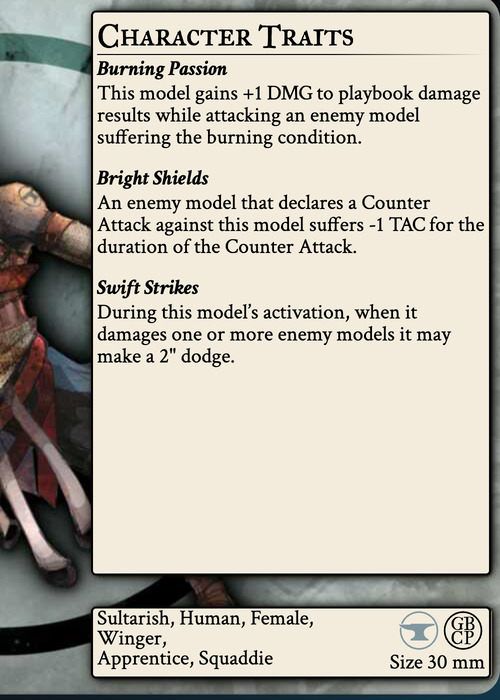 Character Traits
Burning Passion
This model gains +1 DMG to playbook damage
results while attacking an enemy model
suffering the burning condition.
Bright Shields
An enemy model that declares a Counter
Attack against this model suffers -1 TAC for the
duration of the Counter Attack.
Swift Strikes
During this model's activation, when it
damages one or more enemy models it may
make a 2" dodge.
Sultarish, Human, Female,
Winger,
Apprentice, Squaddie
GB
CP
Size 30 mm